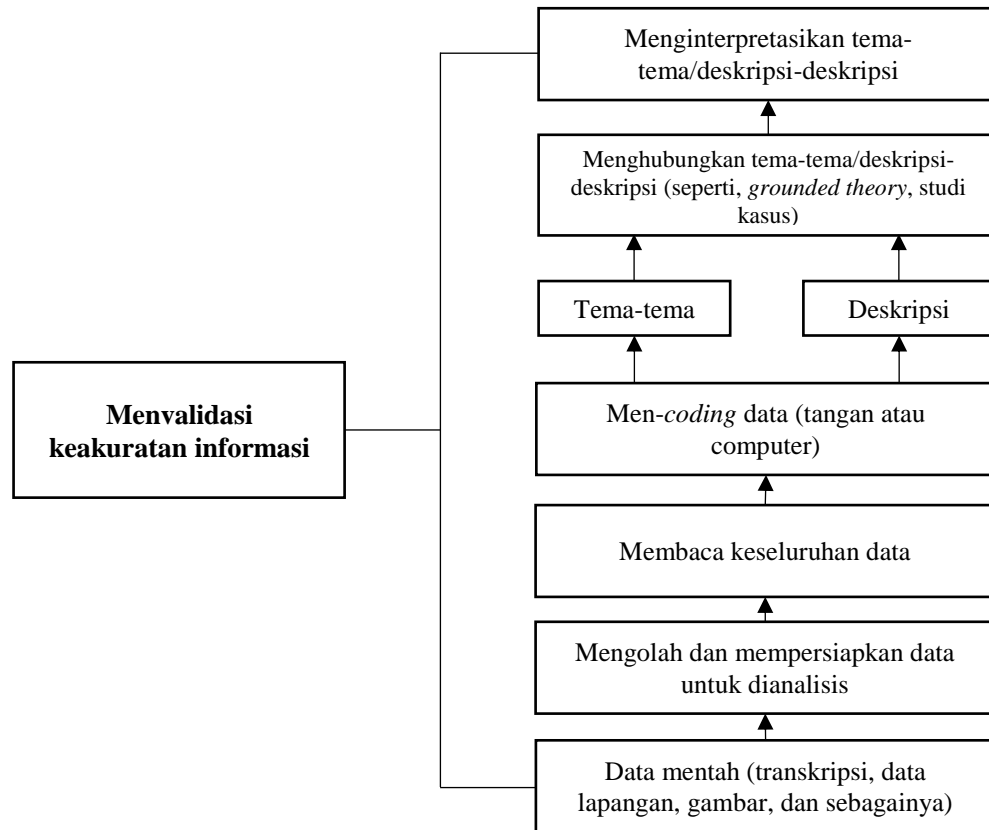 Menginterpretasikan tema-
tema/deskripsi-deskripsi
Menghubungkan tema-tema/deskripsi-
deskripsi (seperti, grounded theory, studi
kasus)
Tema-tema
Deskripsi
Menvalidasi
keakuratan informasi
Men-coding data (tangan atau
computer)
Membaca keseluruhan data
Mengolah dan mempersiapkan data
untuk dianalisis
Data mentah (transkripsi, data
lapangan, gambar, dan sebagainya)